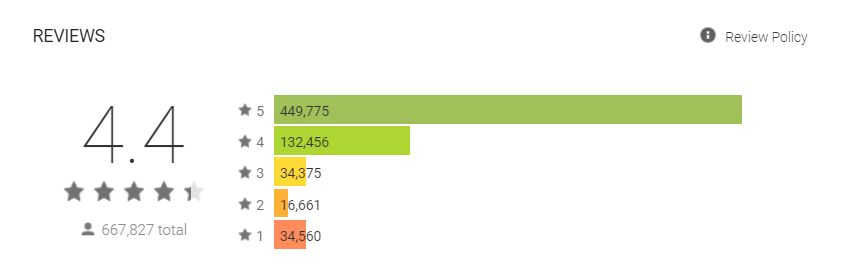 REVIEWS
Review Policy
4.4
5 449,775
4 132,456
3 34,375
2 16,661
1 34,560
667,827 total